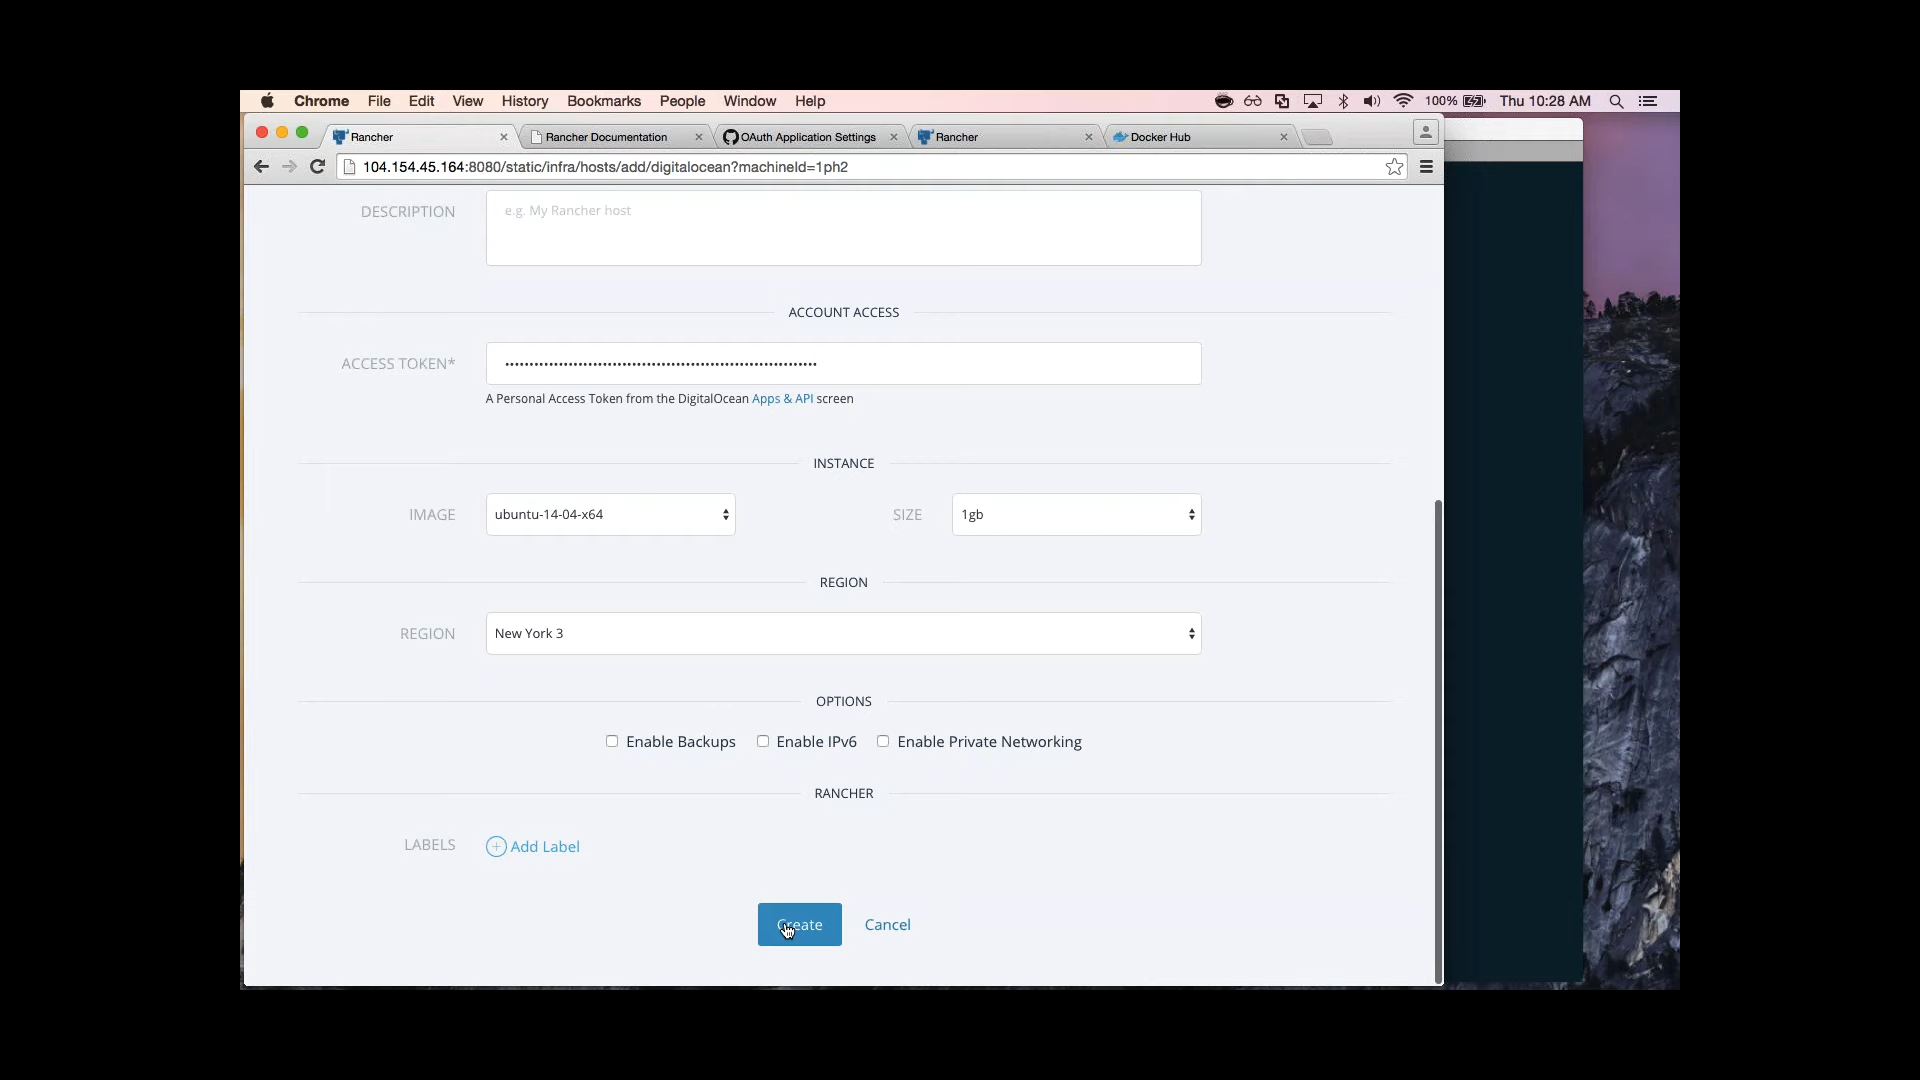 Chrome File Edit View History Bookmarks People Window Help 100% Thu 10:28 AM
Rancher Rancher Documentation OAuth Application Settings Rancher Docker Hub
104.154.45.164:8080/static/infra/hosts/add/digitalocean?machineId=1ph2
DESCRIPTION e.g. My Rancher host
ACCOUNT ACCESS
ACCESS TOKEN*
A Personal Access Token from the DigitalOcean Apps & API screen
INSTANCE
IMAGE ubuntu-14-04-x64 SIZE 1gb
REGION
REGION New York 3
OPTIONS
Enable Backups Enable IPv6 Enable Private Networking
RANCHER
LABELS Add Label
Create Cancel